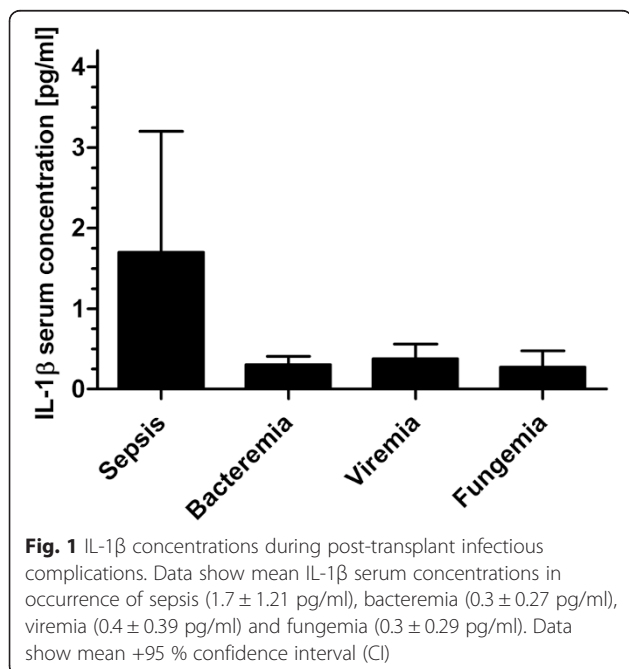 IL-1β serum concentration [pg/ml]
4
3
2
1
0
Sepsis
Bacteremia
Viremia
Fungemia
Fig. 1 IL-1β concentrations during post-transplant infectious
complications. Data show mean IL-1β serum concentrations in
occurrence of sepsis (1.7 ± 1.21 pg/ml), bacteremia (0.3 ± 0.27 pg/ml),
viremia (0.4 ± 0.39 pg/ml) and fungemia (0.3 ± 0.29 pg/ml). Data
show mean +95 % confidence interval (CI)